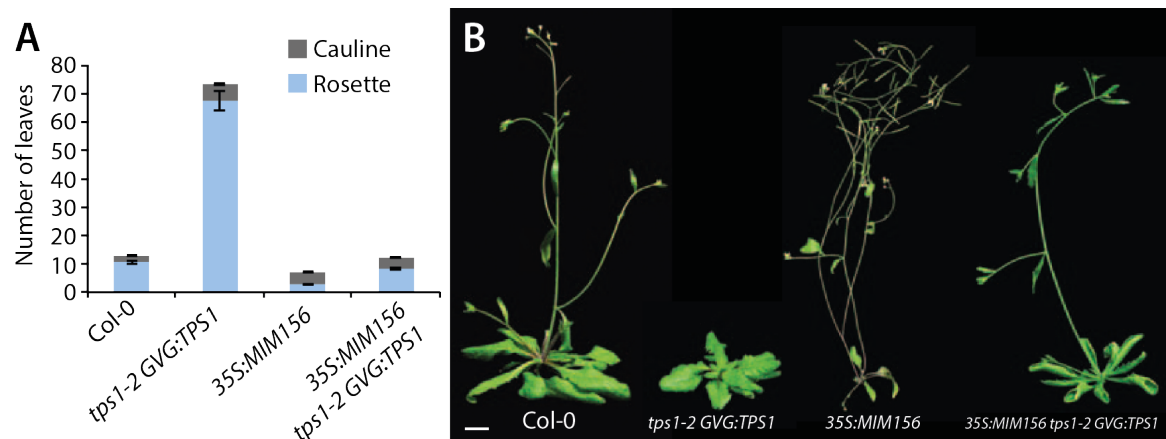 A
Cauline
Rosette
80
70
60
50
40
30
20
10
0
Number of leaves
Col-0
tps1-2 GVG:TPS1
35S:MIM156
35S:MIM156
tps1-2 GVG:TPS1
B
Col-0
tps1-2 GVG:TPS1
35S:MIM156
35S:MIM156 tps1-2 GVG:TPS1